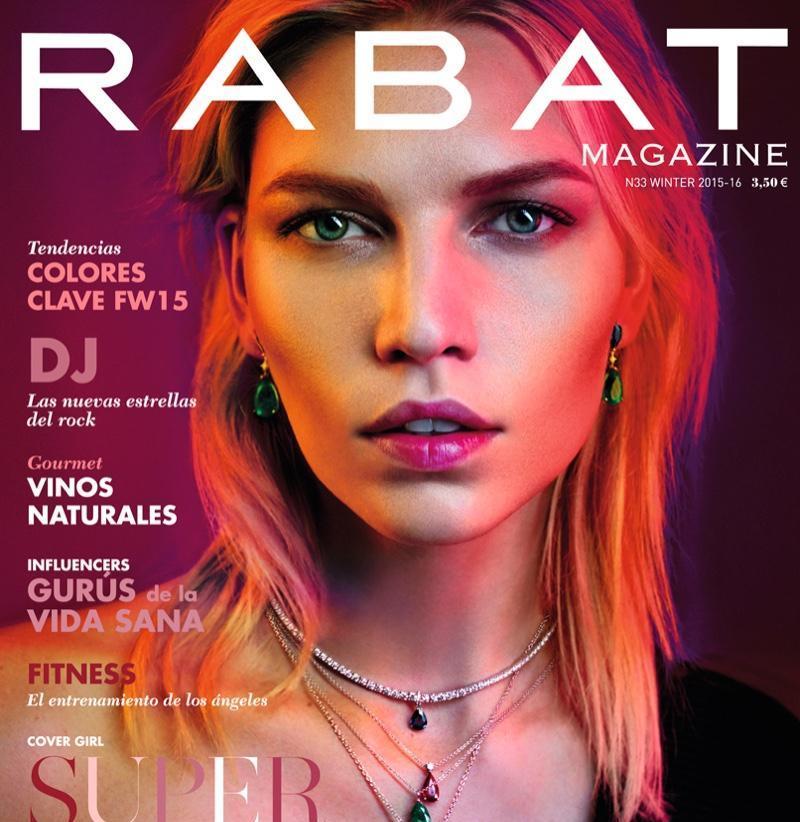 RABAT
MAGAZINE
N33 WINTER 2015-16 3,50 €
Tendencias
COLORES
CLAVE FW15
DJ
Las nuevas estrellas
del rock
Gourmet
VINOS
NATURALES
INFLUENCERS
GURÚS de la
VIDA SANA
FITNESS
El entrenamiento de los ángeles
COVER GIRL
SUPER